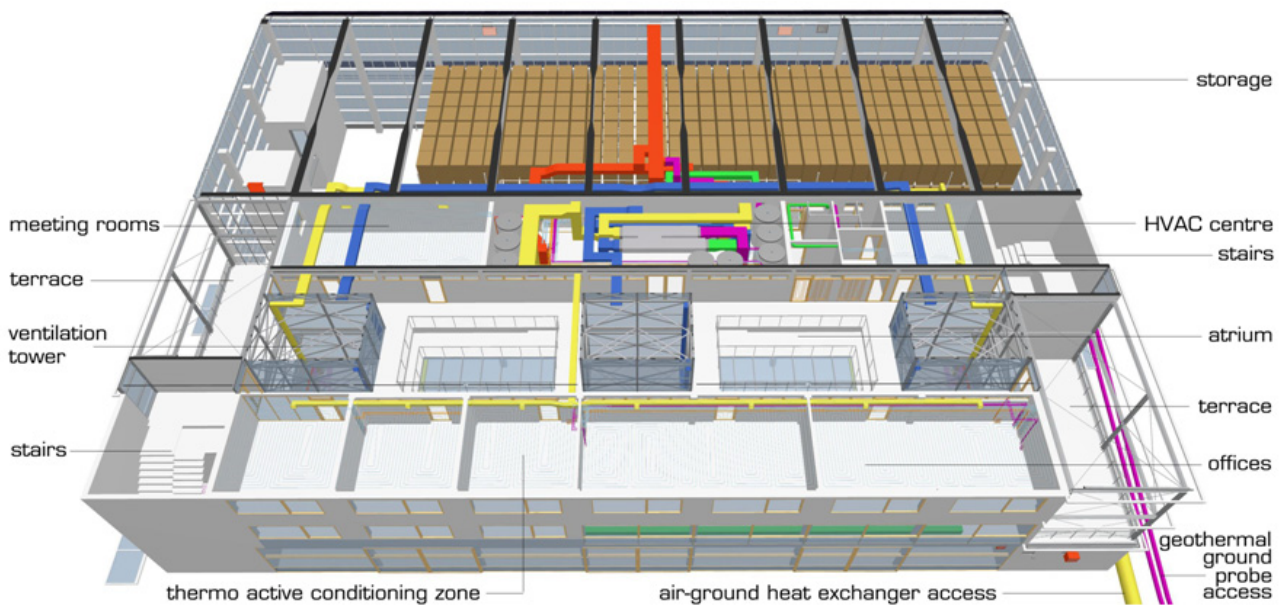 storage
meeting rooms
HVAC centre
stairs
terrace
ventilation
tower
atrium
terrace
stairs
offices
geothermal
ground
probe
access
thermo active conditioning zone
air-ground heat exchanger access